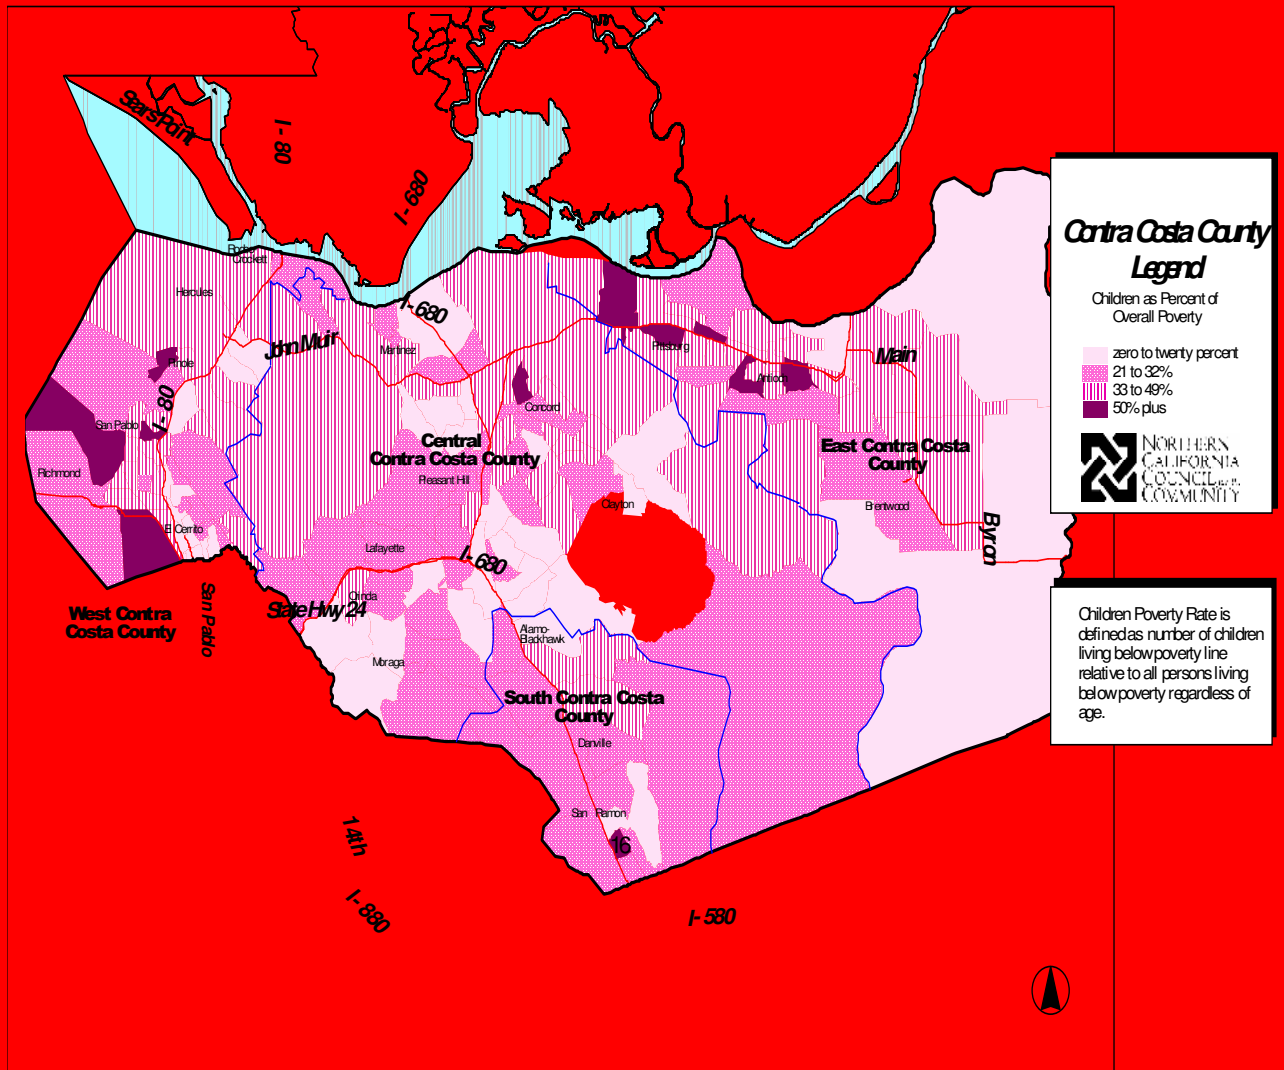 Sears Point
I- 80
I- 680
Contra Costa County
Legend
Children as Percent of
Overall Poverty
zero to twenty percent
21 to 32%
33 to 49%
50% plus
NORTHERN
CALIFORNIA
COUNCIL
COMMUNITY
Children Poverty Rate is
defined as number of children
living below poverty line
relative to all persons living
below poverty regardless of
age.
Rodeo
Crockett
Hercules
I- 680
John Muir
Martinez
Pinole
I- 80
San Pablo
Richmond
El Cerrito
West Contra
Costa County
San Pablo
Pittsburg
Main
Antioch
Concord
Central
Contra Costa County
Pleasant Hill
East Contra Costa
County
Clayton
Brentwood
Byron
Lafayette
I- 680
Orinda
State Hwy 24
Moraga
Alamo-
Blackhawk
South Contra Costa
County
Danville
San Ramon
16
14th
I- 880
I- 580